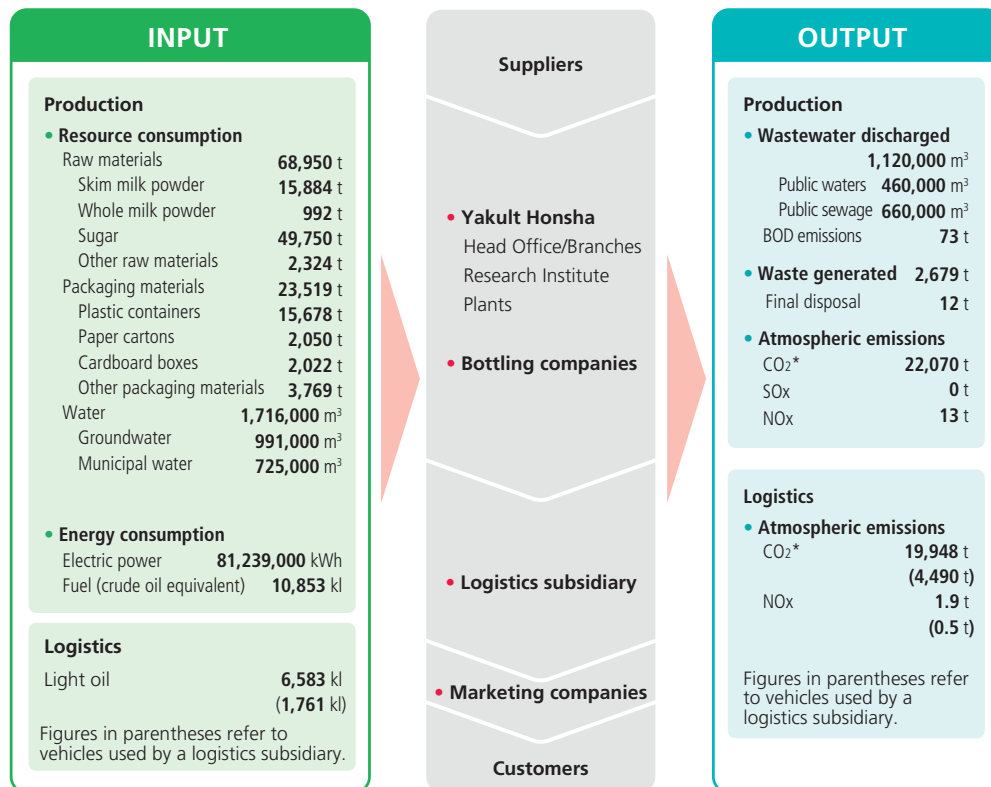 INPUT
Production
• Resource consumption
Raw materials 68,950 t
Skim milk powder 15,884 t
Whole milk powder 992 t
Sugar 49,750 t
Other raw materials 2,324 t
Packaging materials 23,519 t
Plastic containers 15,678 t
Paper cartons 2,050 t
Cardboard boxes 2,022 t
Other packaging materials 3,769 t
Water 1,716,000 m³
Groundwater 991,000 m³
Municipal water 725,000 m³
• Energy consumption
Electric power 81,239,000 kWh
Fuel (crude oil equivalent) 10,853 kl
Logistics
Light oil 6,583 kl
(1,761 kl)
Figures in parentheses refer to
vehicles used by a logistics subsidiary.
Suppliers
• Yakult Honsha
Head Office/Branches
Research Institute
Plants
• Bottling companies
• Logistics subsidiary
• Marketing companies
Customers
OUTPUT
Production
• Wastewater discharged
1,120,000 m³
Public waters 460,000 m³
Public sewage 660,000 m³
BOD emissions 73 t
• Waste generated 2,679 t
Final disposal 12 t
• Atmospheric emissions
CO₂* 22,070 t
SOx 0 t
NOx 13 t
Logistics
• Atmospheric emissions
CO₂* 19,948 t
(4,490 t)
NOx 1.9 t
(0.5 t)
Figures in parentheses refer
to vehicles used by a
logistics subsidiary.